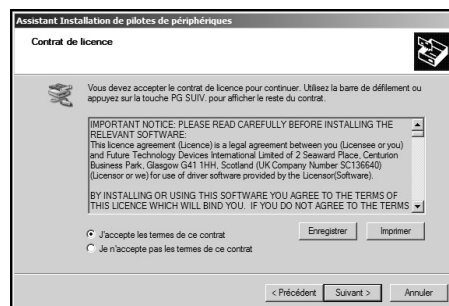 Assistant Installation de pilotes de périphériques
Contrat de licence
Vous devez accepter le contrat de licence pour continuer. Utilisez la barre de défilement ou
appuyez sur la touche PG SUIV. pour afficher le reste du contrat.
IMPORTANT NOTICE: PLEASE READ CAREFULLY BEFORE INSTALLING THE
RELEVANT SOFTWARE:
This licence agreement (Licence) is a legal agreement between you (Licensee or you)
and Future Technology Devices International Limited of 2 Seaward Place, Centurion
Business Park, Glasgow G41 1HH, Scotland (UK Company Number SC136640)
(Licensor or we) for use of driver software provided by the Licensor(Software).
BY INSTALLING OR USING THIS SOFTWARE YOU AGREE TO THE TERMS OF
THIS LICENCE WHICH WILL BIND YOU. IF YOU DO NOT AGREE TO THE TERMS
J'accepte les termes de ce contrat
Enregistrer
Imprimer
Je n'accepte pas les termes de ce contrat
< Précédent
Suivant >
Annuler